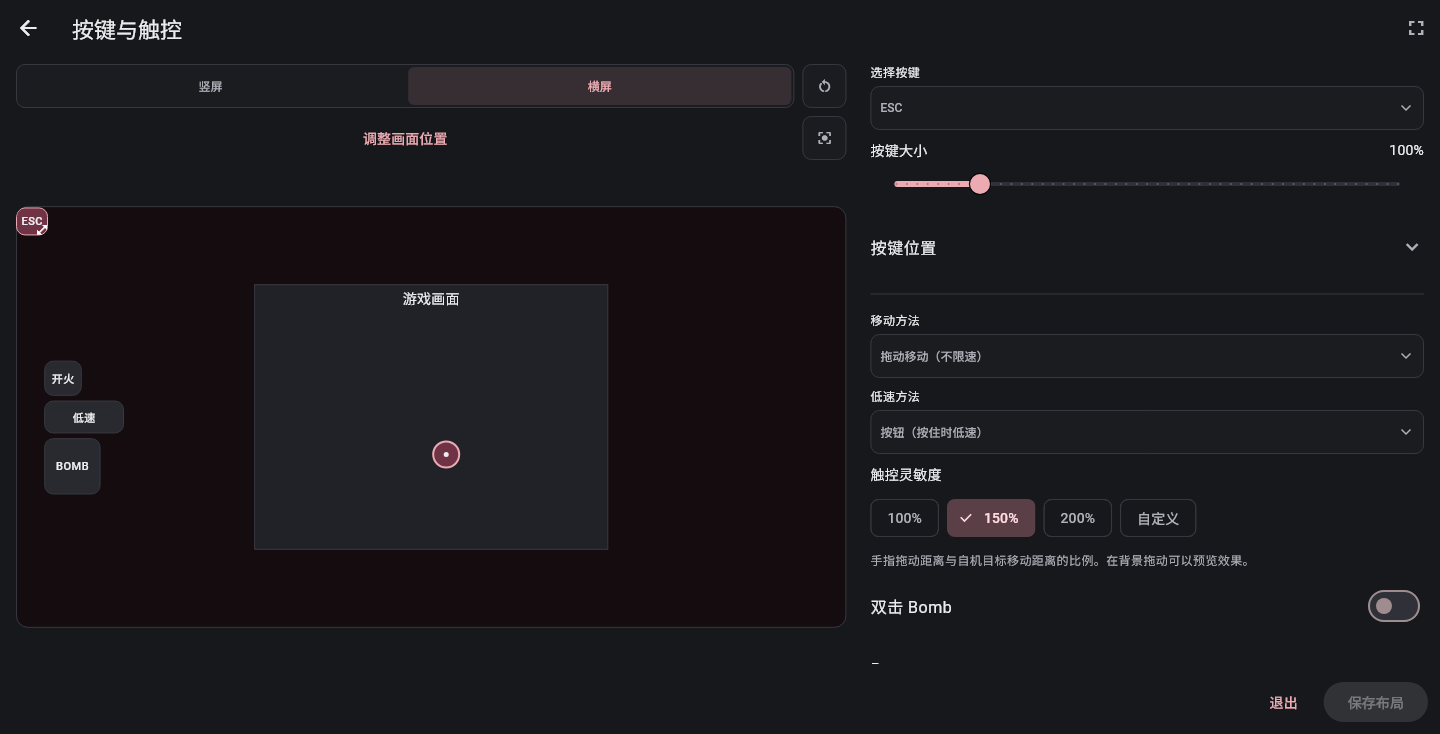 按键与触控
竖屏
横屏
调整画面位置
ESC
游戏画面
开火
低速
BOMB
选择按键
ESC
按键大小
100%
按键位置
移动方法
拖动移动（不限速）
低速方法
按钮（按住时低速）
触控灵敏度
100%
150%
200%
自定义
手指拖动距离与自机目标移动距离的比例。在背景拖动可以预览效果。
双击 Bomb
退出
保存布局